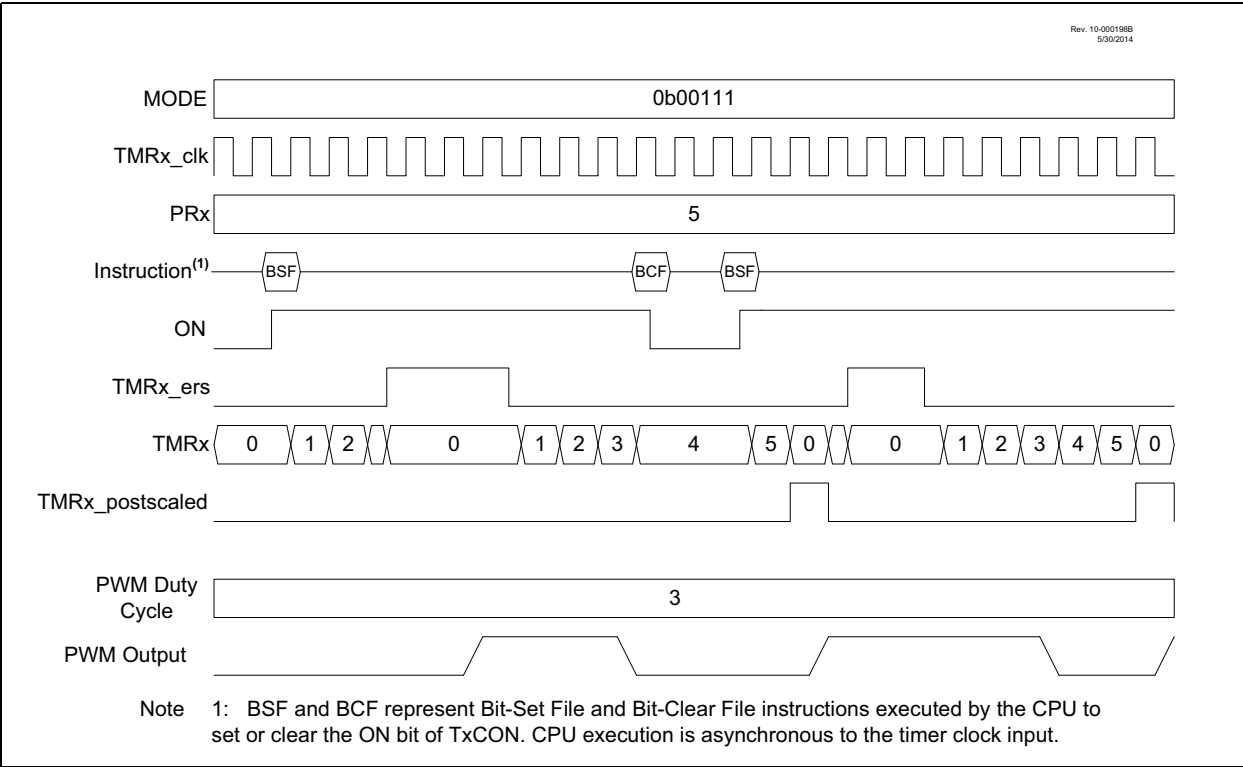 Rev. 10-000198B
5/30/2014
MODE 0b00111
TMRx_clk
PRx 5
Instruction(1) BSF BCF BSF
ON
TMRx_ers
TMRx 0 1 2 0 1 2 3 4 5 0 0 1 2 3 4 5 0
TMRx_postscaled
PWM Duty
Cycle 3
PWM Output
Note 1: BSF and BCF represent Bit-Set File and Bit-Clear File instructions executed by the CPU to
set or clear the ON bit of TxCON. CPU execution is asynchronous to the timer clock input.